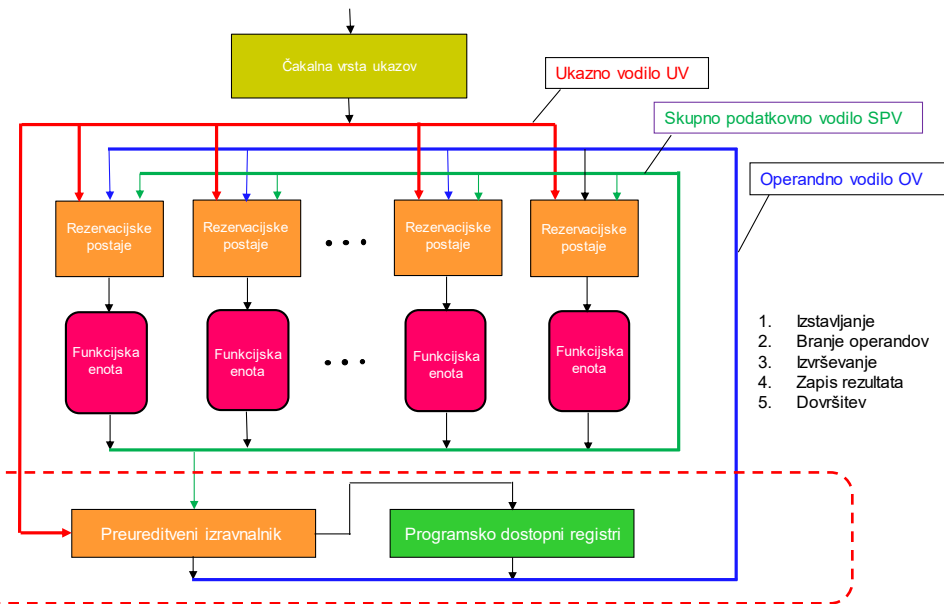 Čakalna vrsta ukazov
Ukazno vodilo UV
Skupno podatkovno vodilo SPV
Operandno vodilo OV
Rezervacijske
postaje
Rezervacijske
postaje
• • •
Rezervacijske
postaje
Rezervacijske
postaje
Funkcijska
enota
Funkcijska
enota
• • •
Funkcijska
enota
Funkcijska
enota
1. Izstavljanje
2. Branje operandov
3. Izvrševanje
4. Zapis rezultata
5. Dovršitev
Preureditveni izravnalnik
Programsko dostopni registri